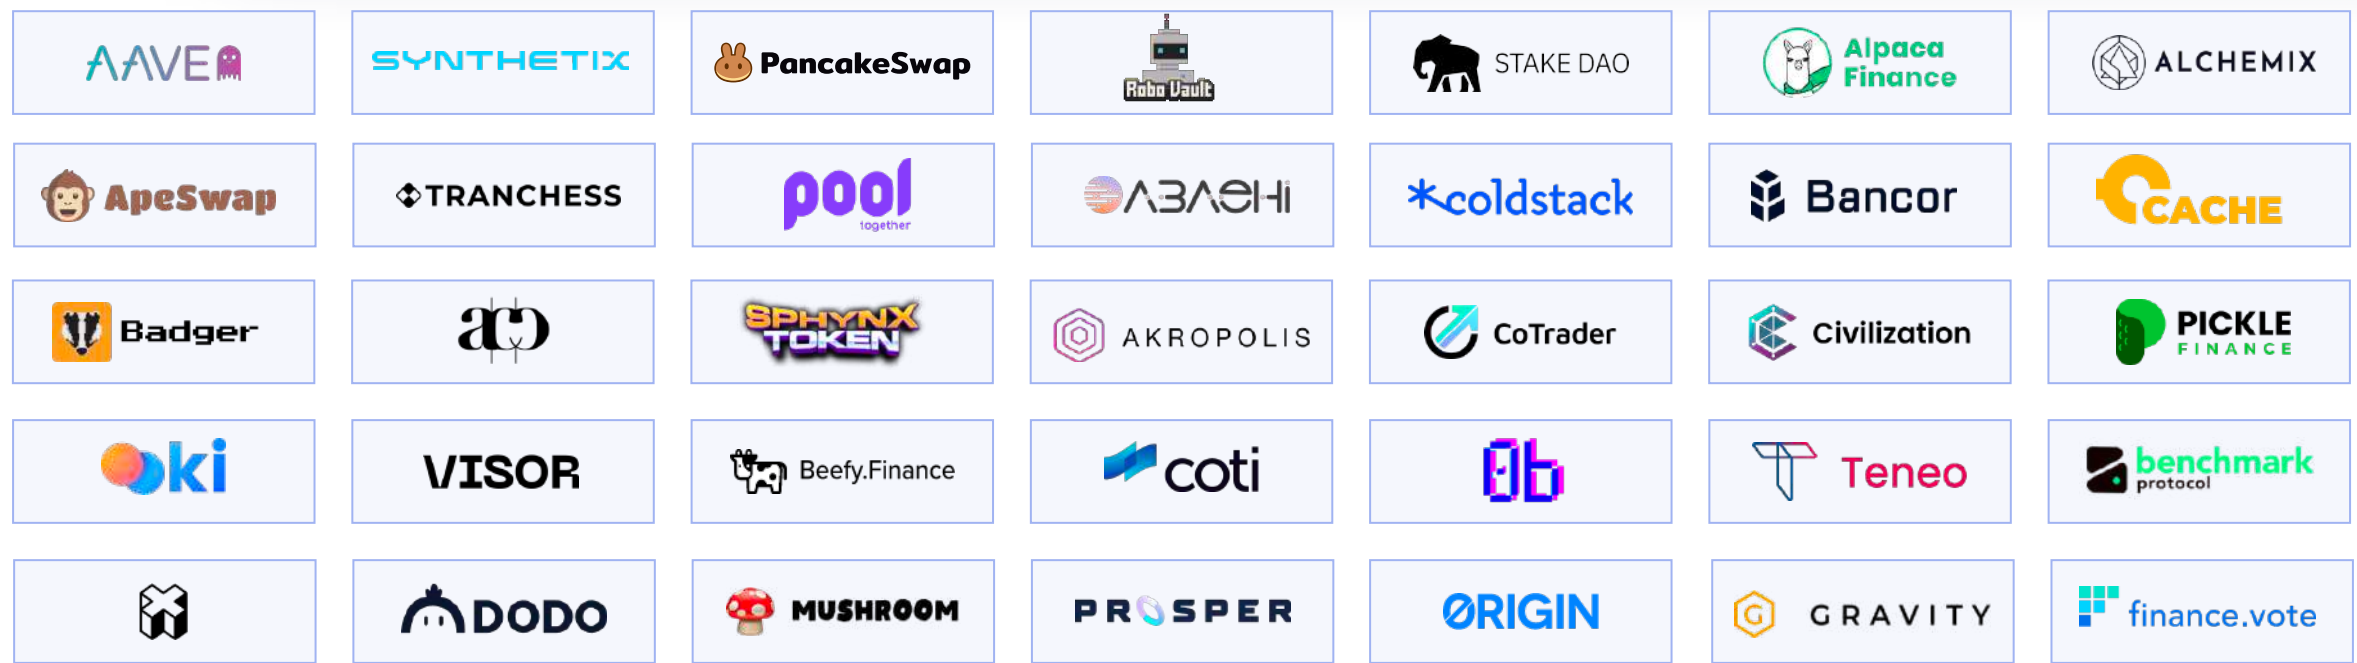 AAVE
SYNTHETIX
PancakeSwap
Robo Vault
STAKE DAO
Alpaca
Finance
ALCHEMIX
ApeSwap
TRANCHESS
pool
together
ABACHi
*coldstack
Bancor
CACHE
Badger
SPHYNX
TOKEN
AKROPOLIS
CoTrader
Civilization
PICKLE
FINANCE
ooki
VISOR
Beefy.Finance
coti
0b
Teneo
benchmark
protocol
DODO
MUSHROOM
PROSPER
ØRIGIN
G
GRAVITY
finance.vote